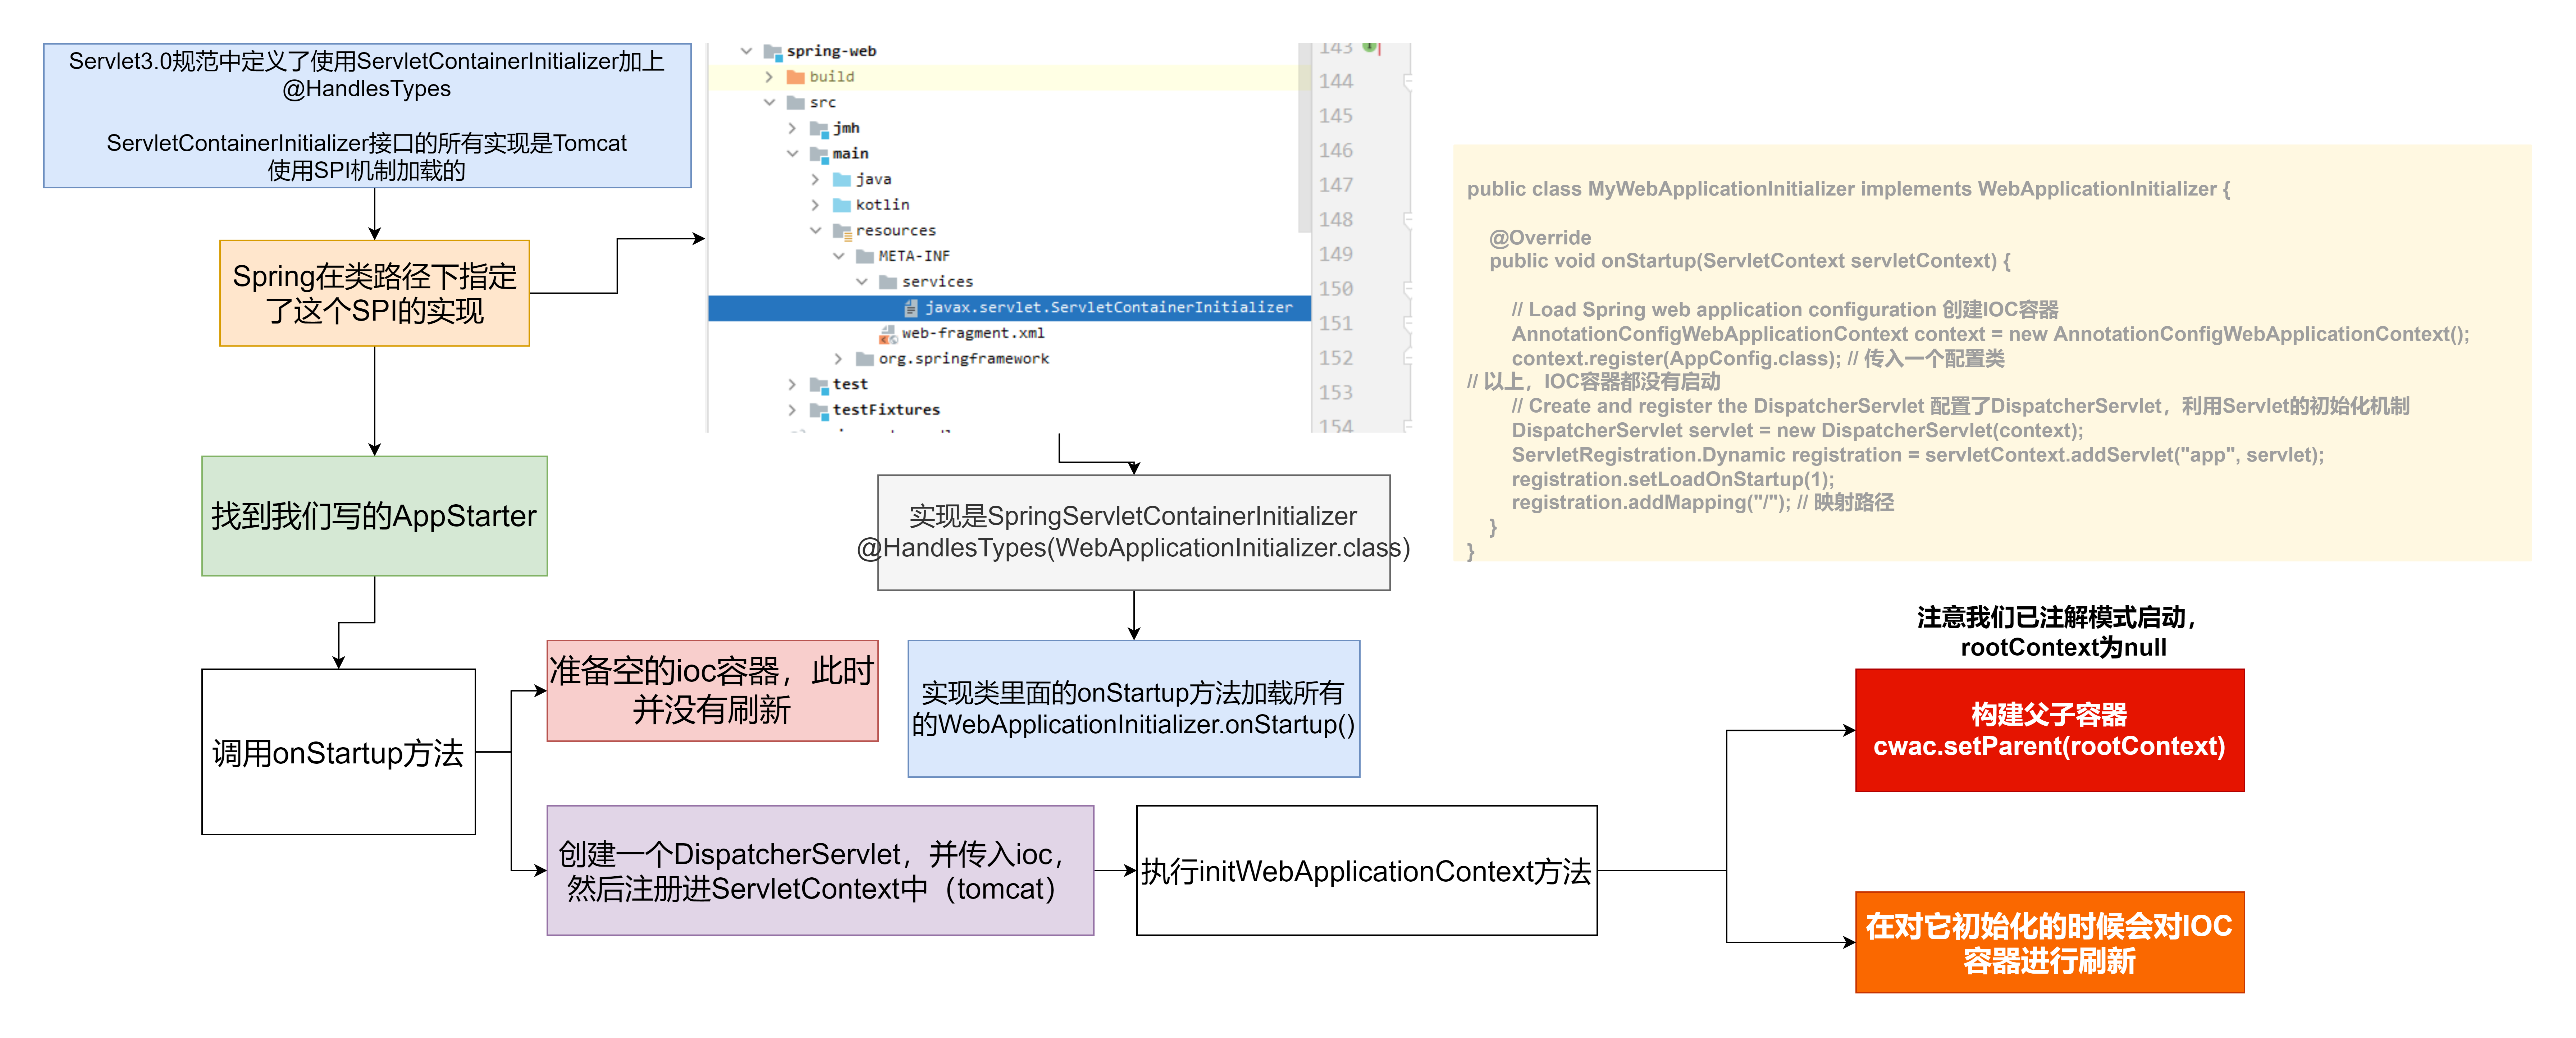 Servlet3.0规范中定义了使用ServletContainerInitializer加上
@HandlesTypes
ServletContainerInitializer接口的所有实现是Tomcat
使用SPI机制加载的
Spring在类路径下指定
了这个SPI的实现
找到我们写的AppStarter
调用onStartup方法
准备空的ioc容器，此时
并没有刷新
创建一个DispatcherServlet，并传入ioc，
然后注册进ServletContext中（tomcat）
spring-web
build
src
jmh
main
java
kotlin
resources
META-INF
services
javax.servlet.ServletContainerInitializer
web-fragment.xml
org.springframework
test
testFixtures
143
144
145
146
147
148
149
150
151
152
153
154
实现是SpringServletContainerInitializer
@HandlesTypes(WebApplicationInitializer.class)
实现类里面的onStartup方法加载所有
的WebApplicationInitializer.onStartup()
执行initWebApplicationContext方法
public class MyWebApplicationInitializer implements WebApplicationInitializer {
@Override
public void onStartup(ServletContext servletContext) {
// Load Spring web application configuration 创建IOC容器
AnnotationConfigWebApplicationContext context = new AnnotationConfigWebApplicationContext();
context.register(AppConfig.class); // 传入一个配置类
// 以上，IOC容器都没有启动
// Create and register the DispatcherServlet 配置了DispatcherServlet，利用Servlet的初始化机制
DispatcherServlet servlet = new DispatcherServlet(context);
ServletRegistration.Dynamic registration = servletContext.addServlet("app", servlet);
registration.setLoadOnStartup(1);
registration.addMapping("/"); // 映射路径
}
}
注意我们已注解模式启动，
rootContext为null
构建父子容器
cwac.setParent(rootContext)
在对它初始化的时候会对IOC
容器进行刷新